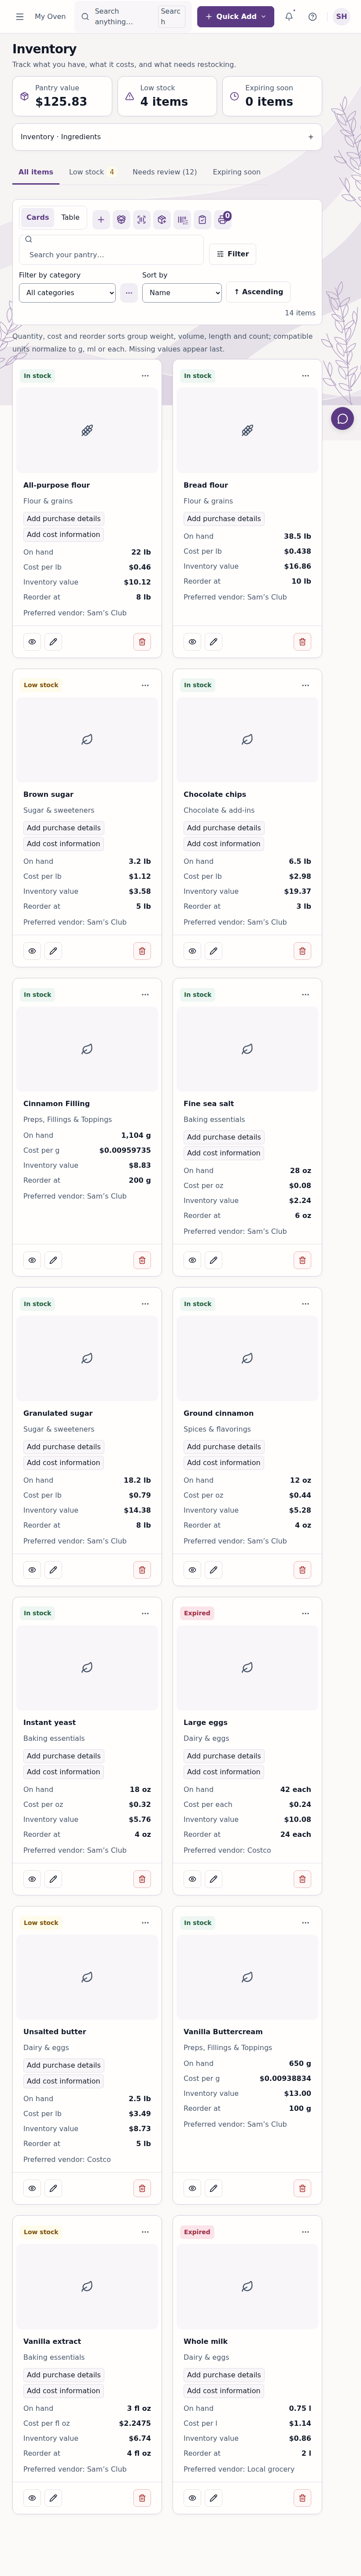 My Oven
Search anything...
Search
Quick Add
SH
Inventory
Track what you have, what it costs, and what needs restocking.
Pantry value
$125.83
Low stock
4 items
Expiring soon
0 items
Inventory · Ingredients
All items
Low stock 4
Needs review (12)
Expiring soon
Cards
Table
0
Search your pantry...
Filter
Filter by category
All categories
Sort by
Name
↑ Ascending
14 items
Quantity, cost and reorder sorts group weight, volume, length and count; compatible
units normalize to g, ml or each. Missing values appear last.
In stock
All-purpose flour
Flour & grains
Add purchase details
Add cost information
On hand 22 lb
Cost per lb $0.46
Inventory value $10.12
Reorder at 8 lb
Preferred vendor: Sam's Club
In stock
Bread flour
Flour & grains
Add purchase details
On hand 38.5 lb
Cost per lb $0.438
Inventory value $16.86
Reorder at 10 lb
Preferred vendor: Sam's Club
Low stock
Brown sugar
Sugar & sweeteners
Add purchase details
Add cost information
On hand 3.2 lb
Cost per lb $1.12
Inventory value $3.58
Reorder at 5 lb
Preferred vendor: Sam's Club
In stock
Chocolate chips
Chocolate & add-ins
Add purchase details
Add cost information
On hand 6.5 lb
Cost per lb $2.98
Inventory value $19.37
Reorder at 3 lb
Preferred vendor: Sam's Club
In stock
Cinnamon Filling
Preps, Fillings & Toppings
On hand 1,104 g
Cost per g $0.00959735
Inventory value $8.83
Reorder at 200 g
Preferred vendor: Sam's Club
In stock
Fine sea salt
Baking essentials
Add purchase details
Add cost information
On hand 28 oz
Cost per oz $0.08
Inventory value $2.24
Reorder at 6 oz
Preferred vendor: Sam's Club
In stock
Granulated sugar
Sugar & sweeteners
Add purchase details
Add cost information
On hand 18.2 lb
Cost per lb $0.79
Inventory value $14.38
Reorder at 8 lb
Preferred vendor: Sam's Club
In stock
Ground cinnamon
Spices & flavorings
Add purchase details
Add cost information
On hand 12 oz
Cost per oz $0.44
Inventory value $5.28
Reorder at 4 oz
Preferred vendor: Sam's Club
In stock
Instant yeast
Baking essentials
Add purchase details
Add cost information
On hand 18 oz
Cost per oz $0.32
Inventory value $5.76
Reorder at 4 oz
Preferred vendor: Sam's Club
Expired
Large eggs
Dairy & eggs
Add purchase details
Add cost information
On hand 42 each
Cost per each $0.24
Inventory value $10.08
Reorder at 24 each
Preferred vendor: Costco
Low stock
Unsalted butter
Dairy & eggs
Add purchase details
Add cost information
On hand 2.5 lb
Cost per lb $3.49
Inventory value $8.73
Reorder at 5 lb
Preferred vendor: Costco
In stock
Vanilla Buttercream
Preps, Fillings & Toppings
On hand 650 g
Cost per g $0.00938834
Inventory value $13.00
Reorder at 100 g
Preferred vendor: Sam's Club
Low stock
Vanilla extract
Baking essentials
Add purchase details
Add cost information
On hand 3 fl oz
Cost per fl oz $2.2475
Inventory value $6.74
Reorder at 4 fl oz
Preferred vendor: Sam's Club
Expired
Whole milk
Dairy & eggs
Add purchase details
Add cost information
On hand 0.75 l
Cost per l $1.14
Inventory value $0.86
Reorder at 2 l
Preferred vendor: Local grocery